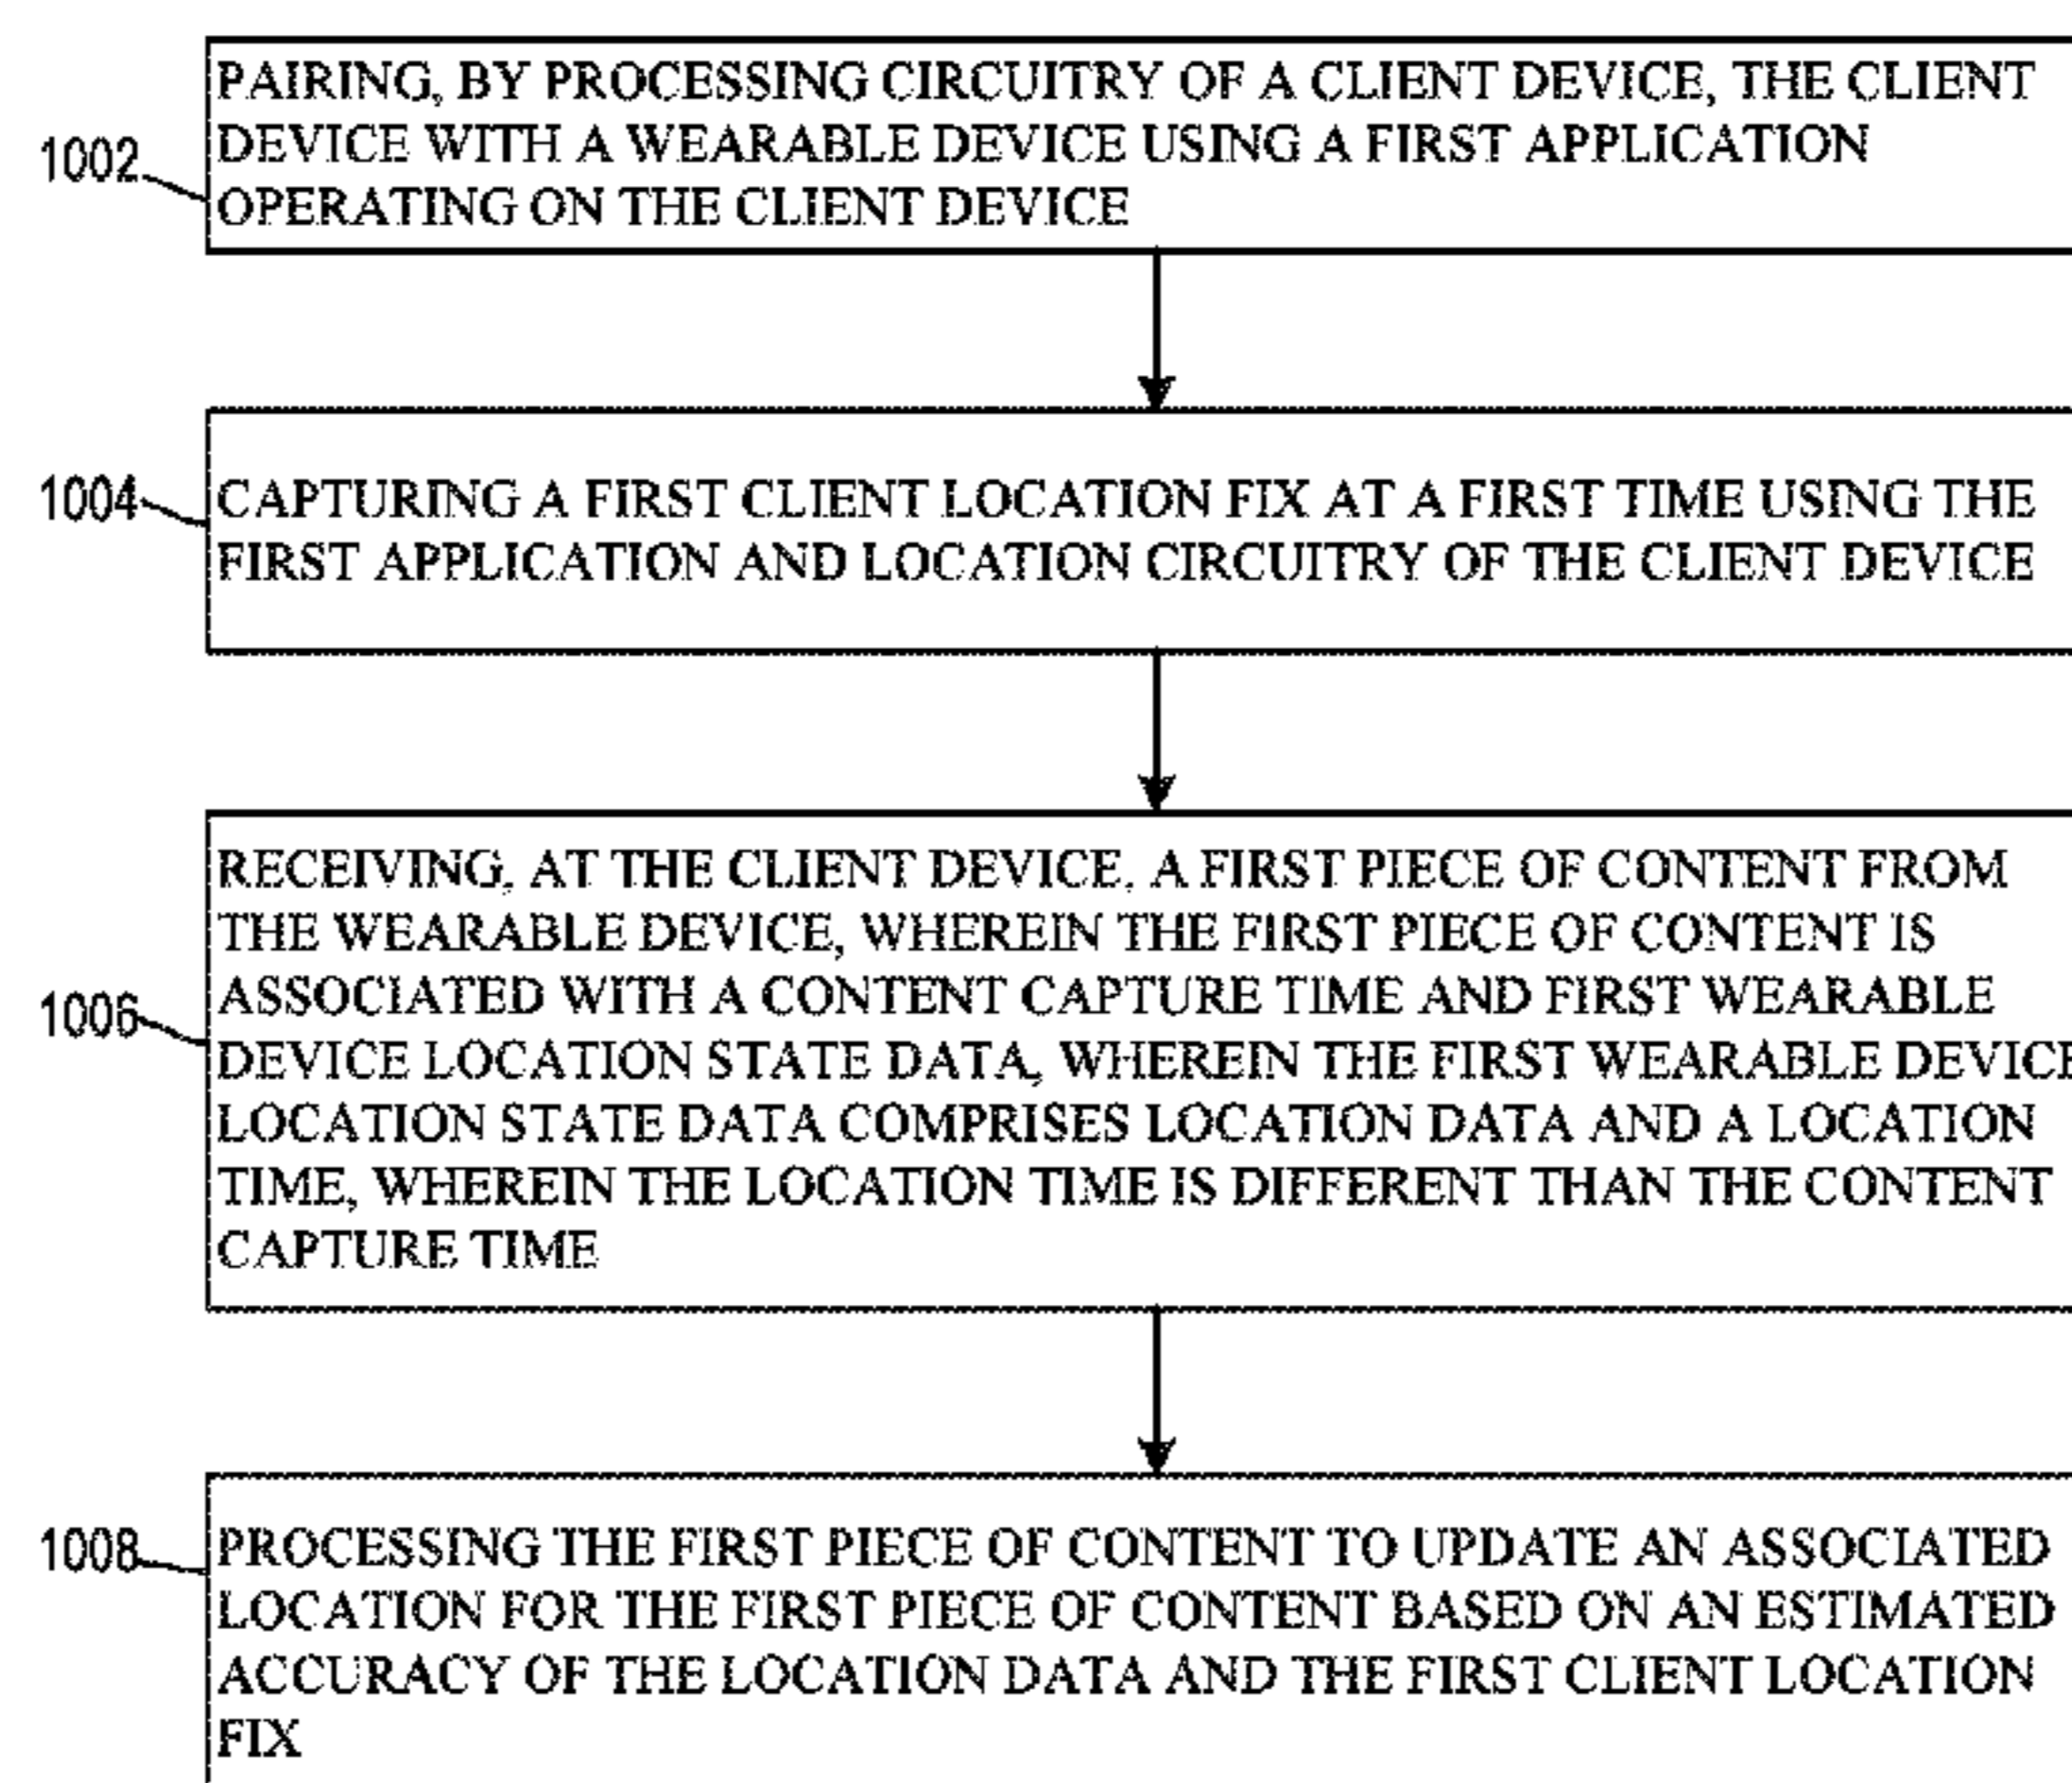 PAIRING, BY PROCESSING CIRCUITRY OF A CLIENT DEVICE, THE CLIENT
DEVICE WITH A WEARABLE DEVICE USING A FIRST APPLICATION
1002
OPERATING ON THE CLIENT DEVICE
1004
CAPTURING A FIRST CLIENT LOCATION FIX AT A FIRST TIME USING THE
FIRST APPLICATION AND LOCATION CIRCUITRY OF THE CLIENT DEVICE
RECEIVING, AT THE CLIENT DEVICE, A FIRST PIECE OF CONTENT FROM
THE WEARABLE DEVICE, WHEREIN THE FIRST PIECE OF CONTENT IS
ASSOCIATED WITH A CONTENT CAPTURE TIME AND FIRST WEARABLE
1006
DEVICE LOCATION STATE DATA, WHEREIN THE FIRST WEARABLE DEVICE
LOCATION STATE DATA COMPRISES LOCATION DATA AND A LOCATION
TIME, WHEREIN THE LOCATION TIME IS DIFFERENT THAN THE CONTENT
CAPTURE TIME
1008
PROCESSING THE FIRST PIECE OF CONTENT TO UPDATE AN ASSOCIATED
LOCATION FOR THE FIRST PIECE OF CONTENT BASED ON AN ESTIMATED
ACCURACY OF THE LOCATION DATA AND THE FIRST CLIENT LOCATION
FIX